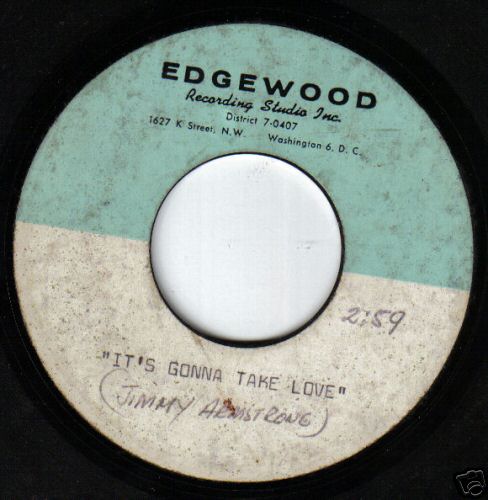 EDGEWOOD
Recording Studio Inc.
District 7-0407
1627 K Street, N.W. Washington 6, D.C.
2:59
"IT'S GONNA TAKE LOVE"
(JIMMY ARMSTRONG)